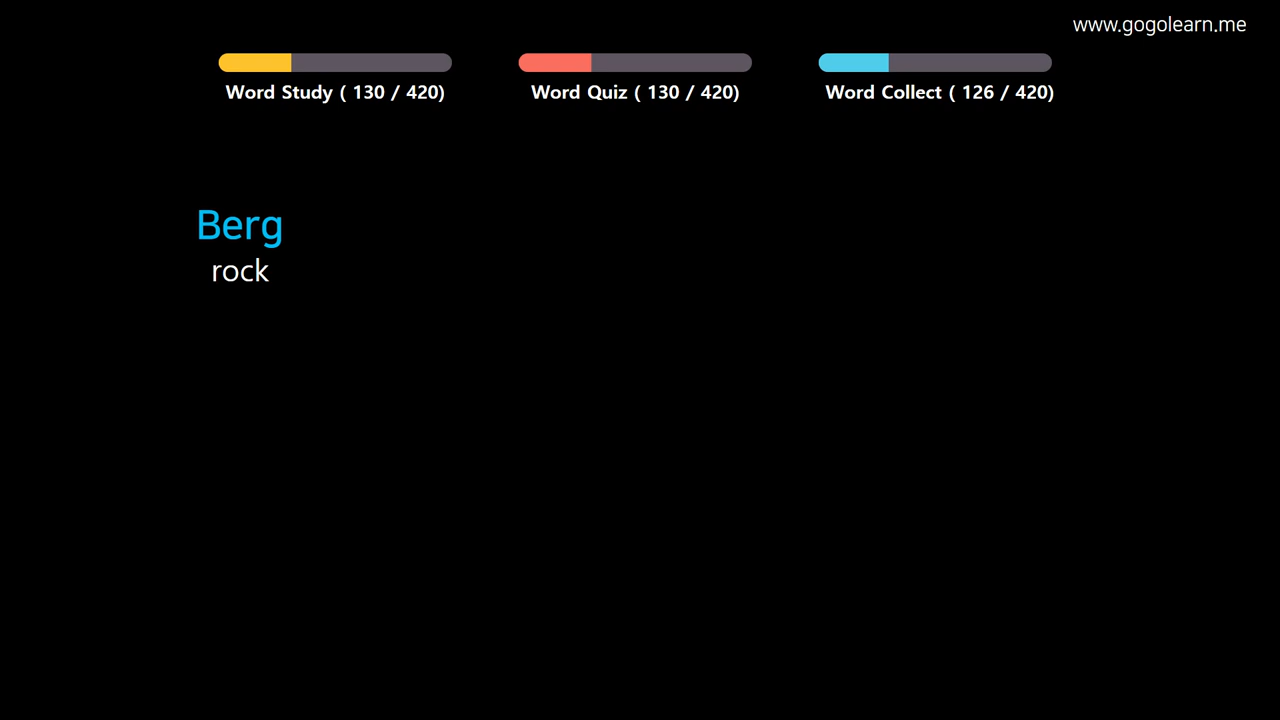 www.gogolearn.me
Word Study ( 130 / 420)
Word Quiz ( 130 / 420)
Word Collect ( 126 / 420)
Berg
rock